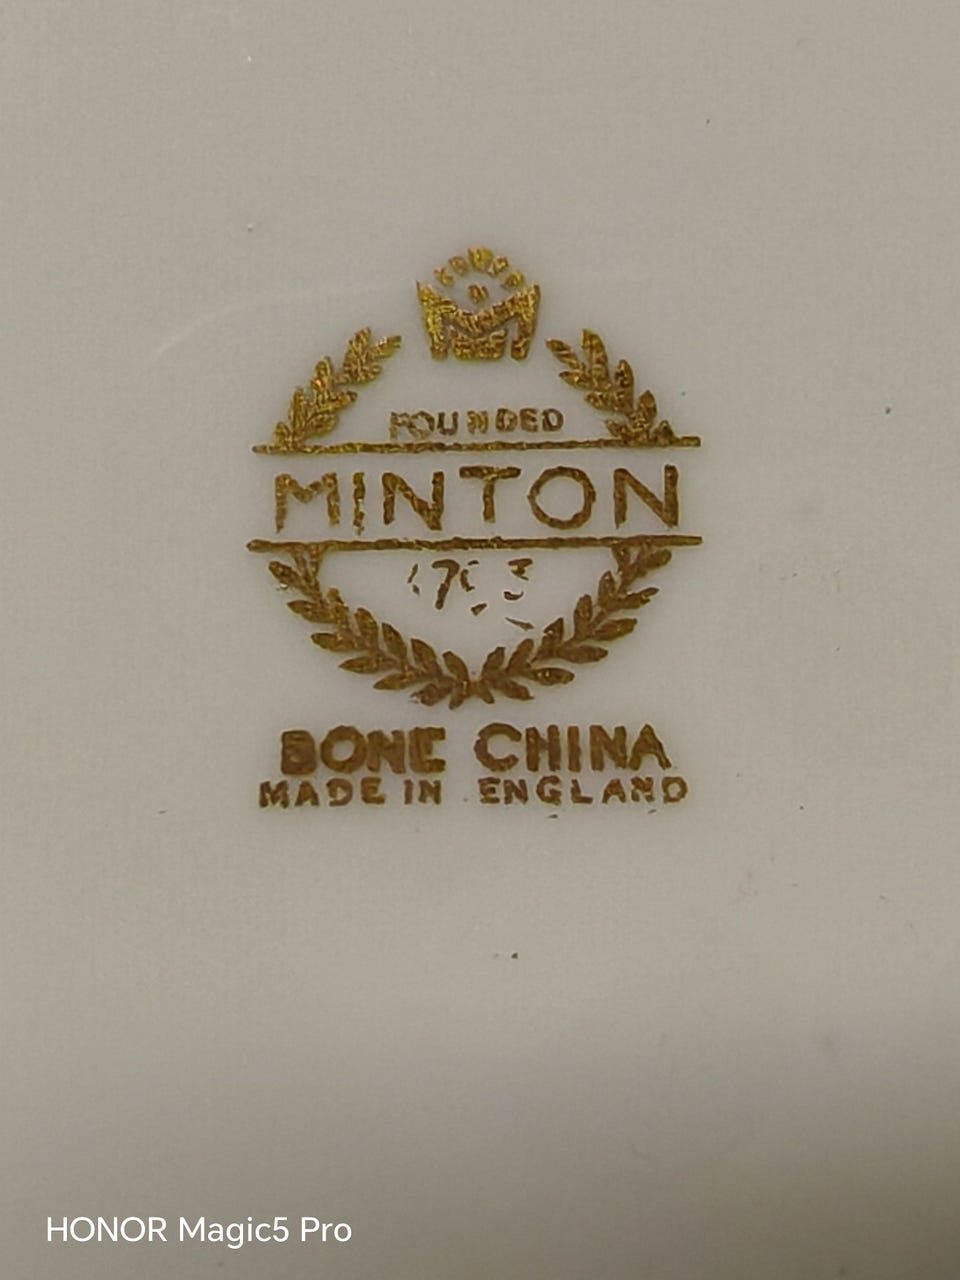 M
FOUNDED
MINTON
BONE CHINA
MADE IN ENGLAND
HONOR Magic5 Pro